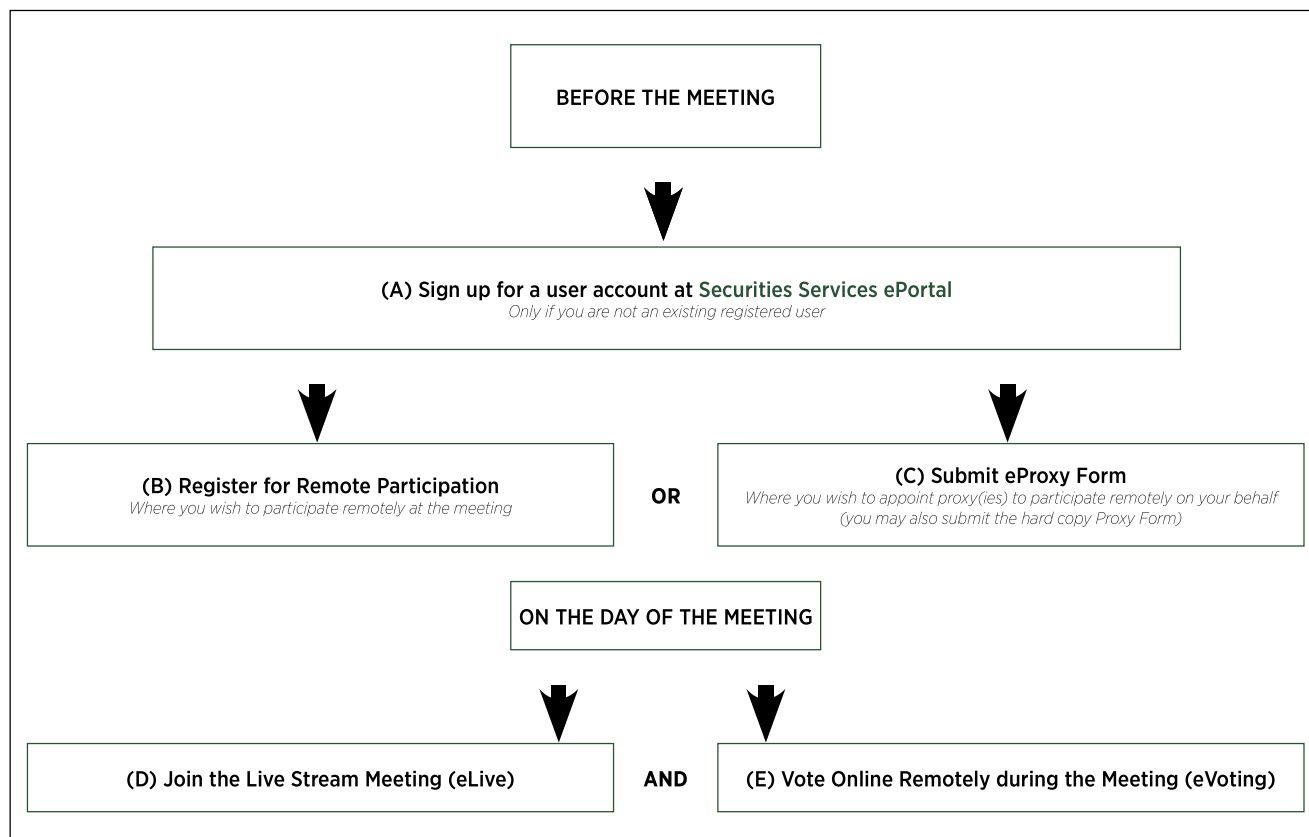 BEFORE THE MEETING
(A) Sign up for a user account at Securities Services ePortal
Only if you are not an existing registered user
(B) Register for Remote Participation
Where you wish to participate remotely at the meeting
OR
(C) Submit eProxy Form
Where you wish to appoint proxy(ies) to participate remotely on your behalf
(you may also submit the hard copy Proxy Form)
ON THE DAY OF THE MEETING
(D) Join the Live Stream Meeting (eLive)
AND
(E) Vote Online Remotely during the Meeting (eVoting)